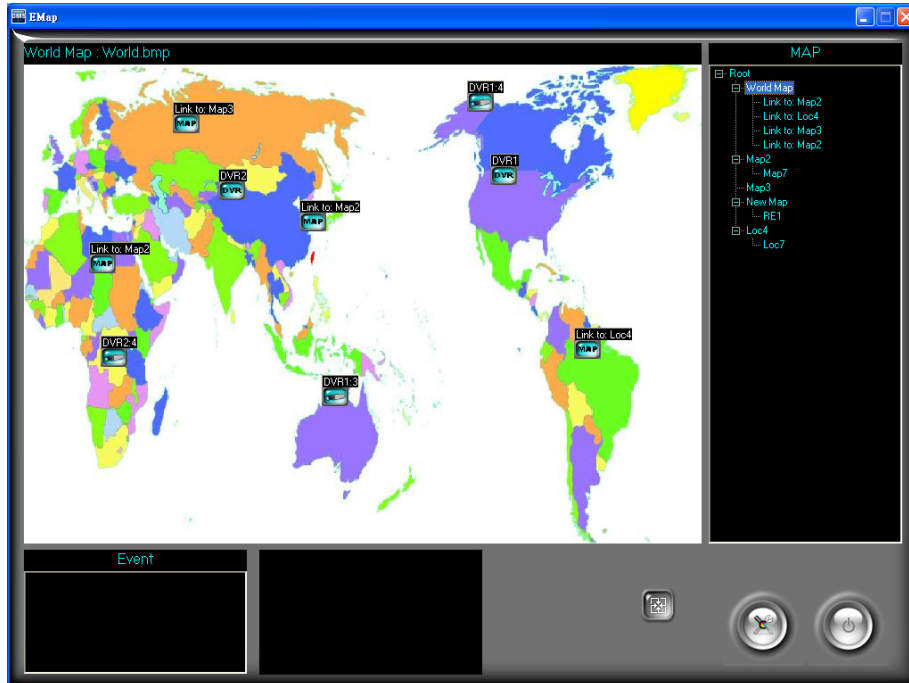 EMap
World Map : World.bmp
MAP
DVR1:4
Link to: Map3
MAP
DVR1
DVR
DVR2
DVR
Link to: Map2
MAP
Link to: Map2
MAP
Link to: Loc4
MAP
DVR2:4
DVR1:3
Root
World Map
Link to: Map2
Link to: Loc4
Link to: Map3
Link to: Map2
Map2
Map7
Map3
New Map
RE1
Loc4
Loc7
Event